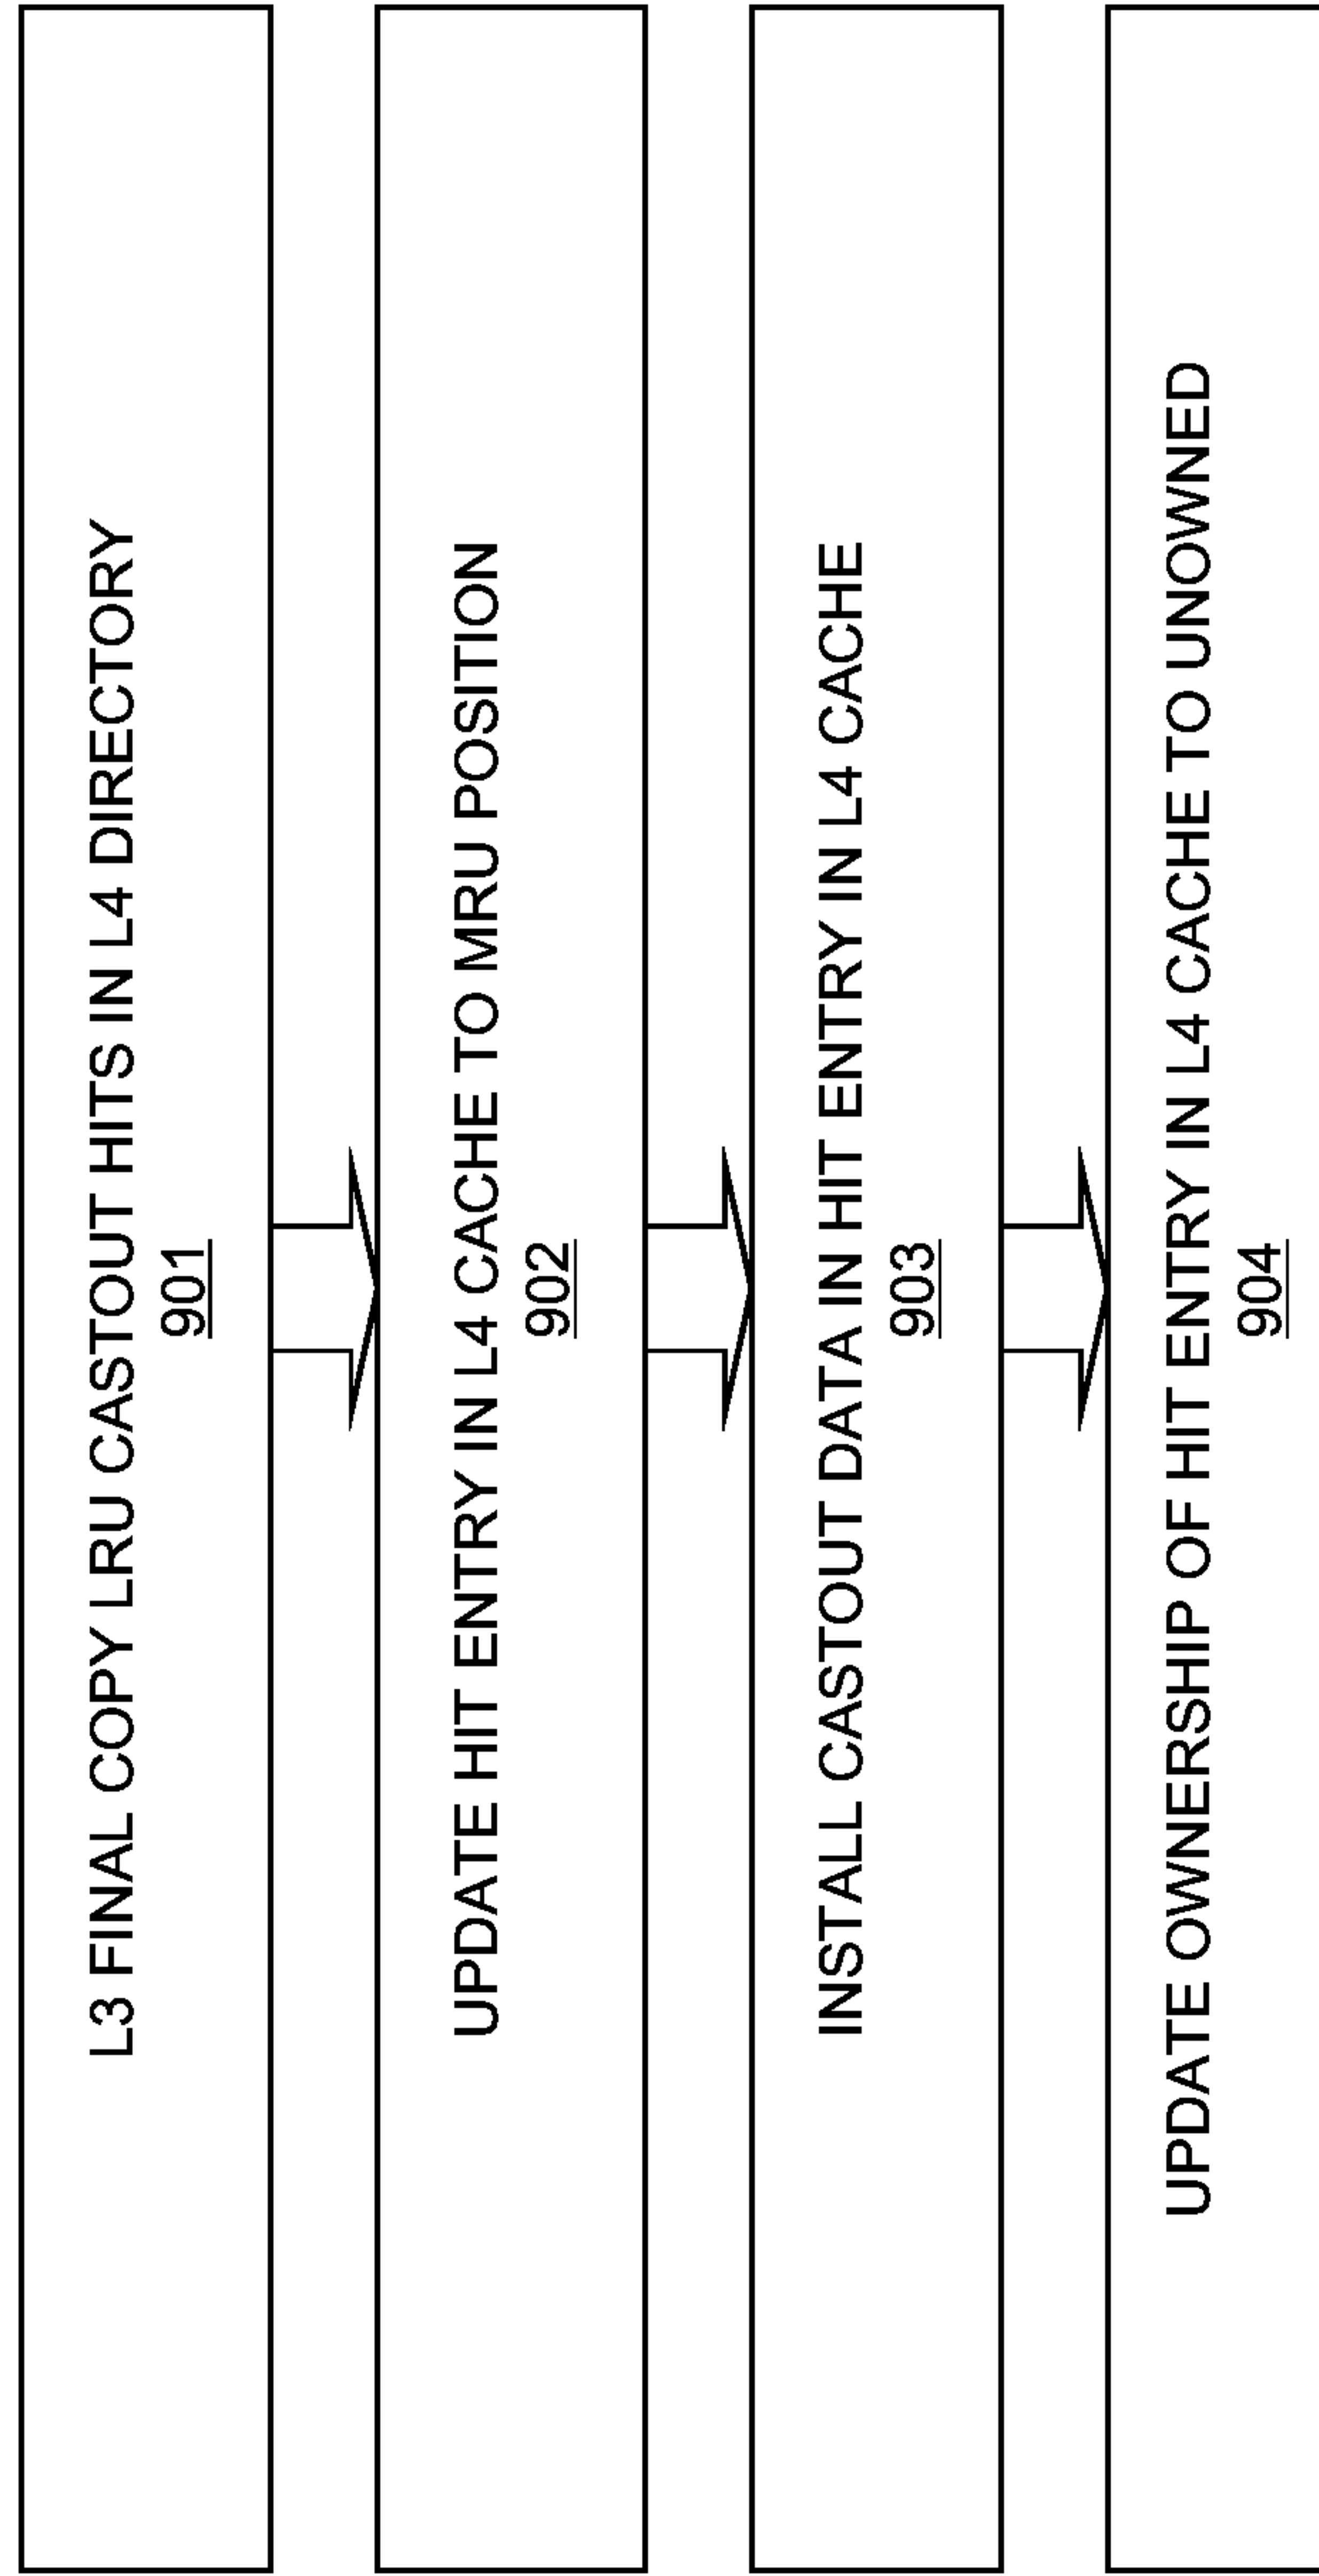 L3 FINAL COPY LRU CASTOUT HITS IN L4 DIRECTORY
901
UPDATE HIT ENTRY IN L4 CACHE TO MRU POSITION
902
INSTALL CASTOUT DATA IN HIT ENTRY IN L4 CACHE
903
UPDATE OWNERSHIP OF HIT ENTRY IN L4 CACHE TO UNOWNED
904